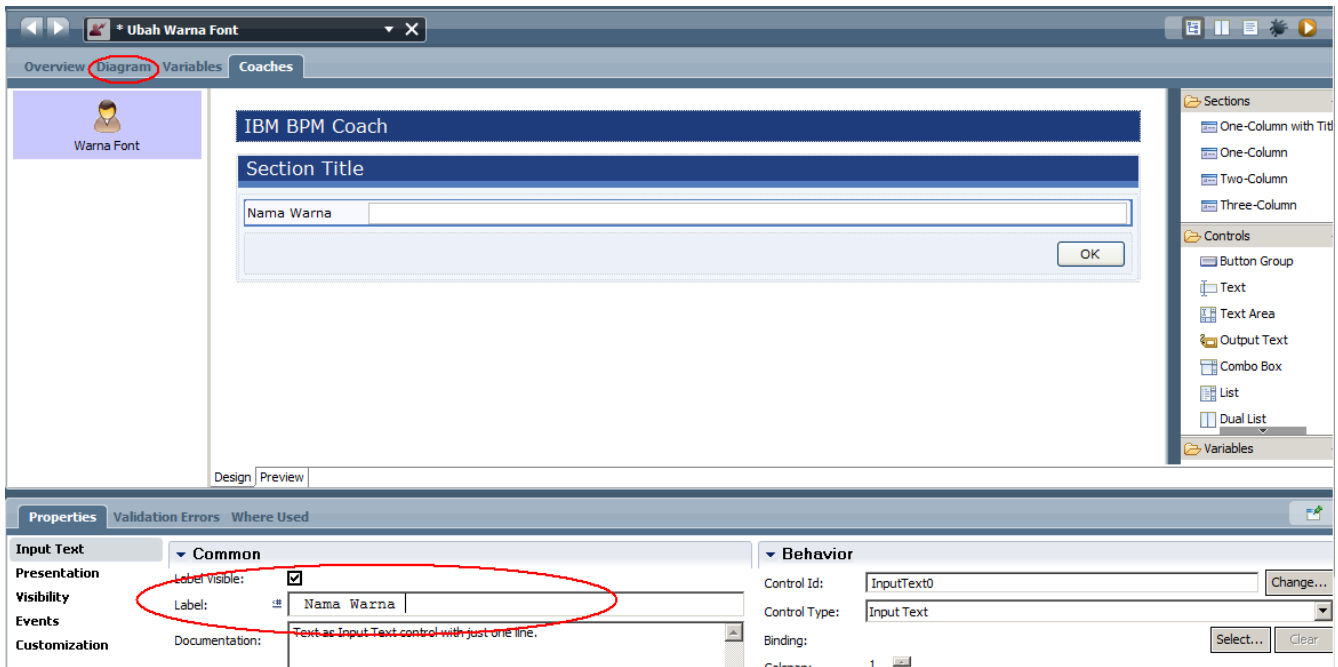 * Ubah Warna Font
Overview Diagram Variables Coaches
Warna Font
IBM BPM Coach
Section Title
Nama Warna
OK
Design Preview
Sections
One-Column with Titl
One-Column
Two-Column
Three-Column
Controls
Button Group
Text
Text Area
Output Text
Combo Box
List
Dual List
Variables
Properties Validation Errors Where Used
Input Text
Presentation
Visibility
Events
Customization
Common
Label Visible:
Label: Nama Warna
Documentation: Text as Input Text control with just one line.
Behavior
Control Id: InputText0 Change...
Control Type: Input Text
Binding: Select... Clear
1